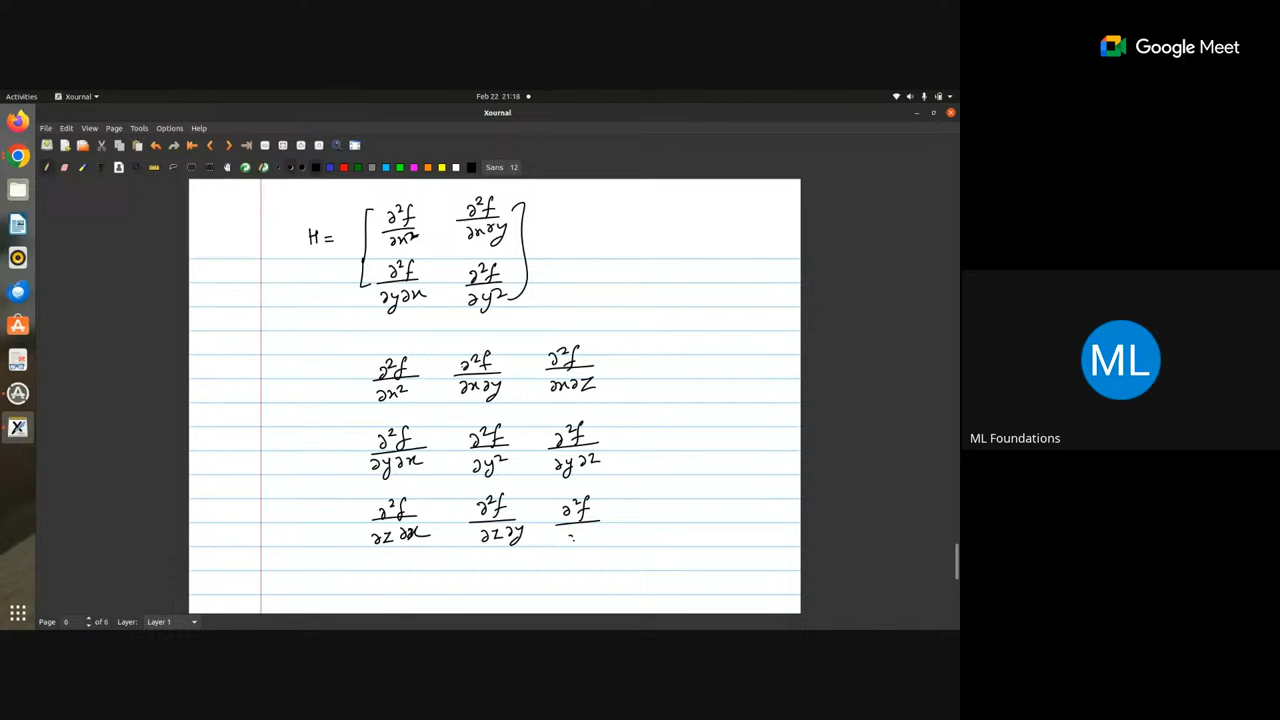 Google Meet
Activities Xournal Feb 22 21:18
Xournal
File Edit View Page Tools Options Help
Sans 12
H = [ ∂²f/∂x² ∂²f/∂x∂y
∂²f/∂y∂x ∂²f/∂y² ]
∂²f/∂x² ∂²f/∂x∂y ∂²f/∂x∂z
∂²f/∂y∂x ∂²f/∂y² ∂²f/∂y∂z
∂²f/∂z∂x ∂²f/∂z∂y ∂²f/
ML
ML Foundations
Page 6 of 6 Layer: Layer 1